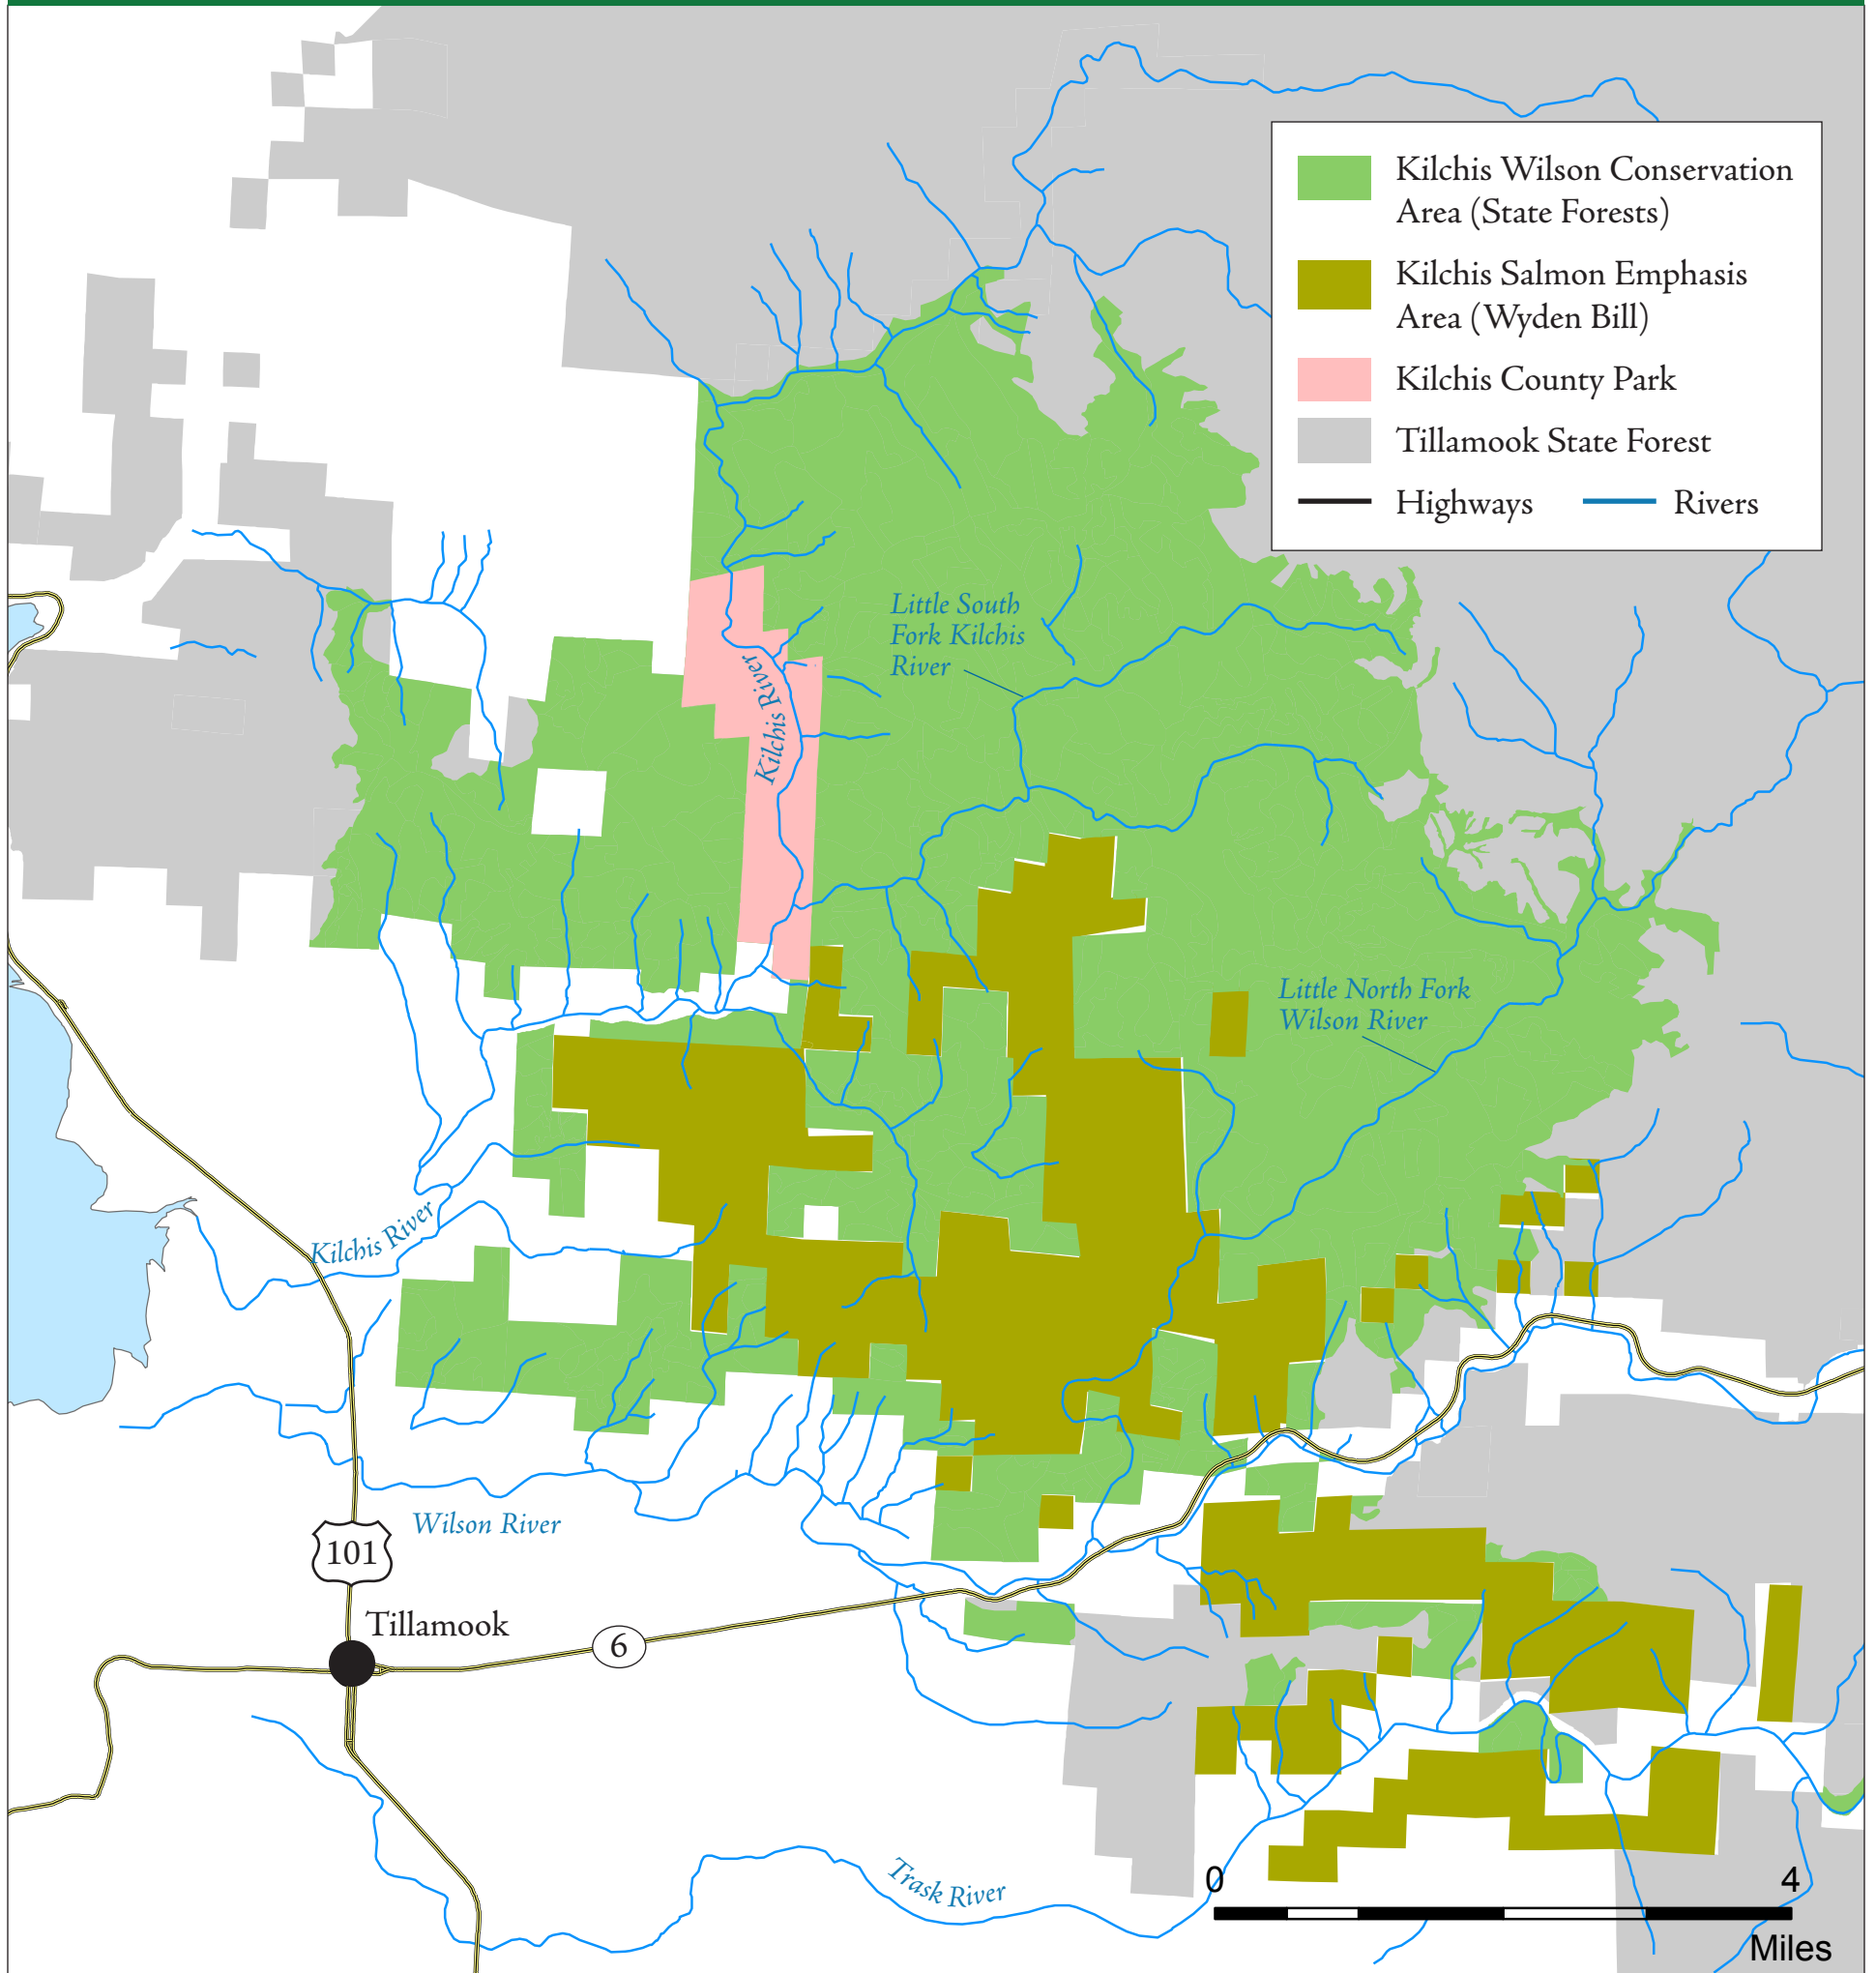 Kilchis Wilson Conservation
Area (State Forests)
Kilchis Salmon Emphasis
Area (Wyden Bill)
Kilchis County Park
Tillamook State Forest
Highways
Rivers
Little South
Fork Kilchis
River
Kilchis River
Little North Fork
Wilson River
Kilchis River
Wilson River
101
Tillamook
6
Trask River
0
4
Miles